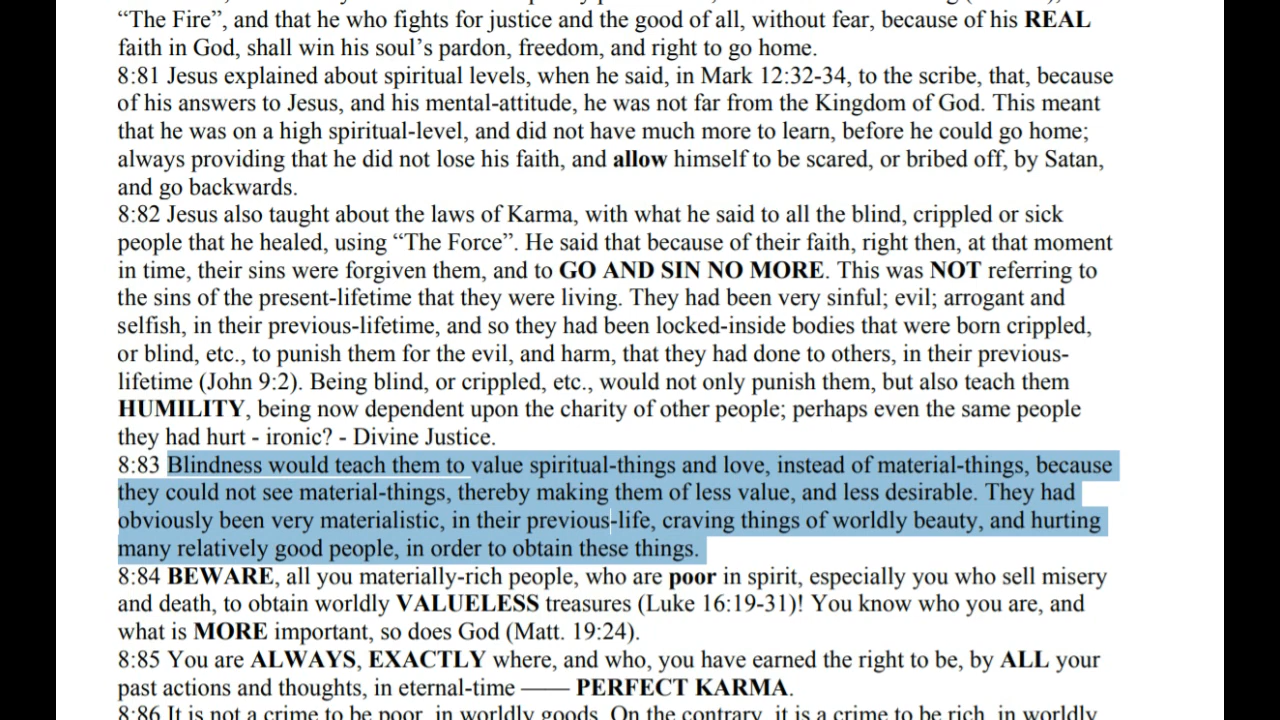 "The Fire", and that he who fights for justice and the good of all, without fear, because of his REAL
faith in God, shall win his soul's pardon, freedom, and right to go home.
8:81 Jesus explained about spiritual levels, when he said, in Mark 12:32-34, to the scribe, that, because
of his answers to Jesus, and his mental-attitude, he was not far from the Kingdom of God. This meant
that he was on a high spiritual-level, and did not have much more to learn, before he could go home;
always providing that he did not lose his faith, and allow himself to be scared, or bribed off, by Satan,
and go backwards.
8:82 Jesus also taught about the laws of Karma, with what he said to all the blind, crippled or sick
people that he healed, using "The Force". He said that because of their faith, right then, at that moment
in time, their sins were forgiven them, and to GO AND SIN NO MORE. This was NOT referring to
the sins of the present-lifetime that they were living. They had been very sinful; evil; arrogant and
selfish, in their previous-lifetime, and so they had been locked-inside bodies that were born crippled,
or blind, etc., to punish them for the evil, and harm, that they had done to others, in their previous-
lifetime (John 9:2). Being blind, or crippled, etc., would not only punish them, but also teach them
HUMILITY, being now dependent upon the charity of other people; perhaps even the same people
they had hurt - ironic? - Divine Justice.
8:83 Blindness would teach them to value spiritual-things and love, instead of material-things, because
they could not see material-things, thereby making them of less value, and less desirable. They had
obviously been very materialistic, in their previous-life, craving things of worldly beauty, and hurting
many relatively good people, in order to obtain these things.
8:84 BEWARE, all you materially-rich people, who are poor in spirit, especially you who sell misery
and death, to obtain worldly VALUELESS treasures (Luke 16:19-31)! You know who you are, and
what is MORE important, so does God (Matt. 19:24).
8:85 You are ALWAYS, EXACTLY where, and who, you have earned the right to be, by ALL your
past actions and thoughts, in eternal-time —— PERFECT KARMA.
8:86 It is not a crime to be poor, in worldly goods. On the contrary, it is a crime to be rich, in worldly